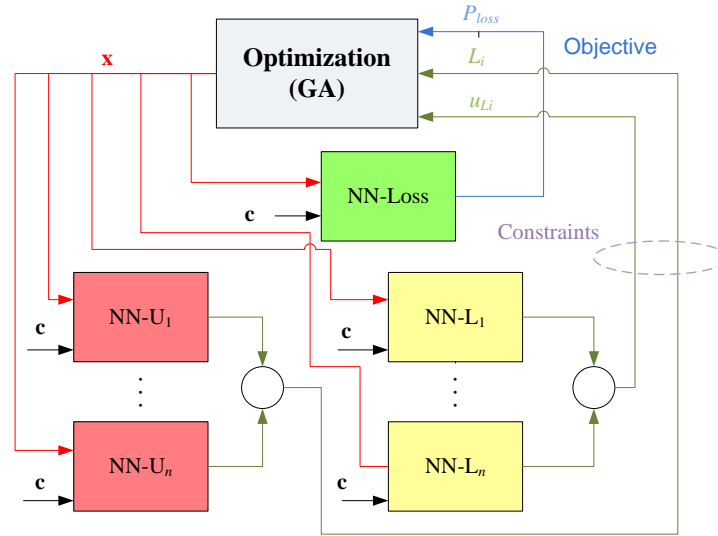 P_loss
Objective
x
Optimization
(GA)
L_i
u_Li
NN-Loss
c
Constraints
NN-U_1
NN-L_1
c
c
NN-U_n
NN-L_n
c
c